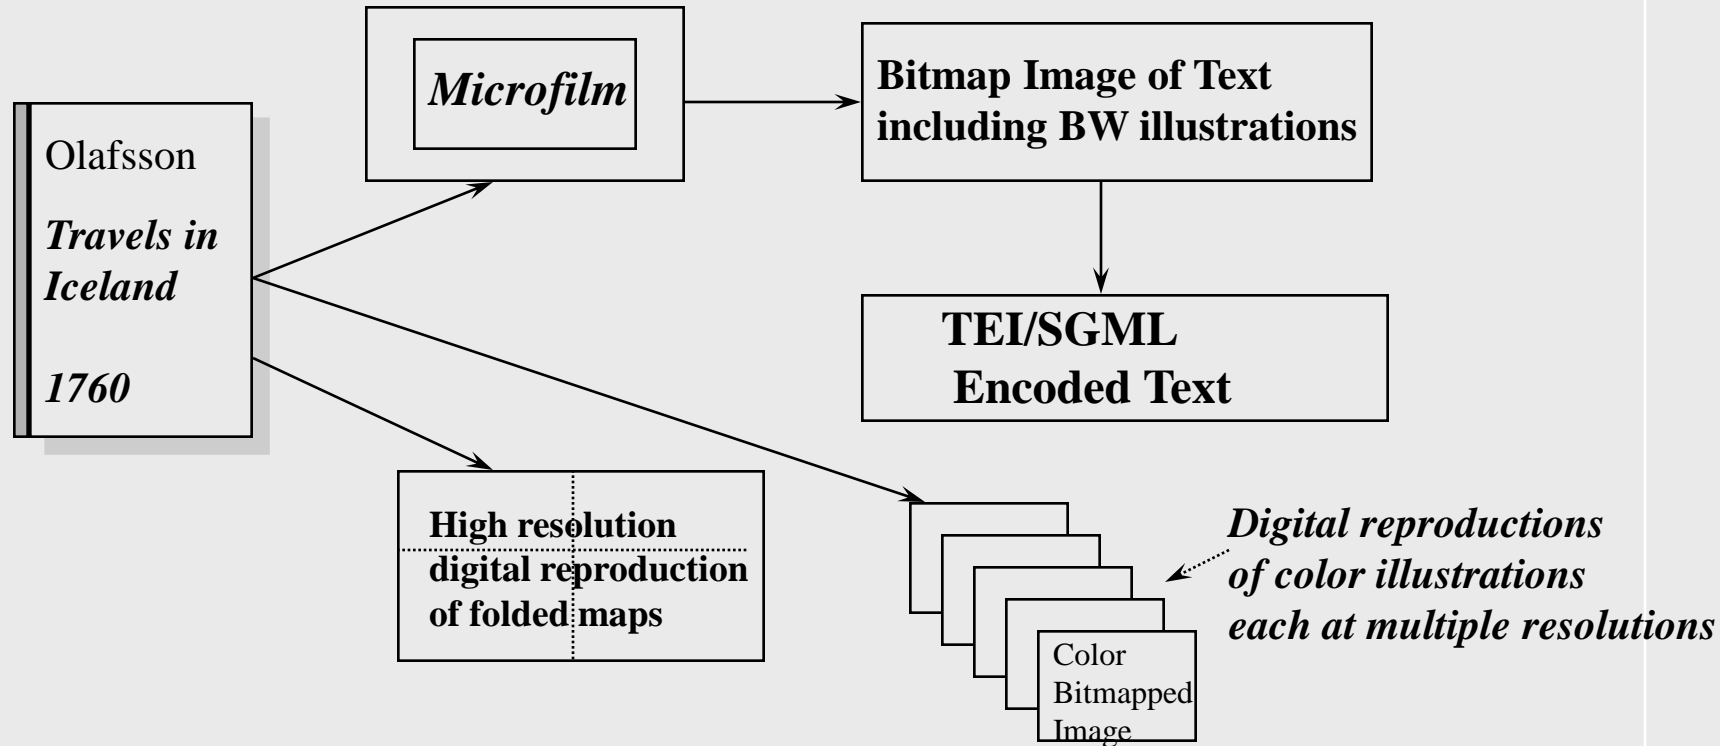 Olafsson
Travels in
Iceland
1760
Microfilm
Bitmap Image of Text
including BW illustrations
TEI/SGML
Encoded Text
High resolution
digital reproduction
of folded maps
Digital reproductions
of color illustrations
each at multiple resolutions
Color
Bitmapped
Image